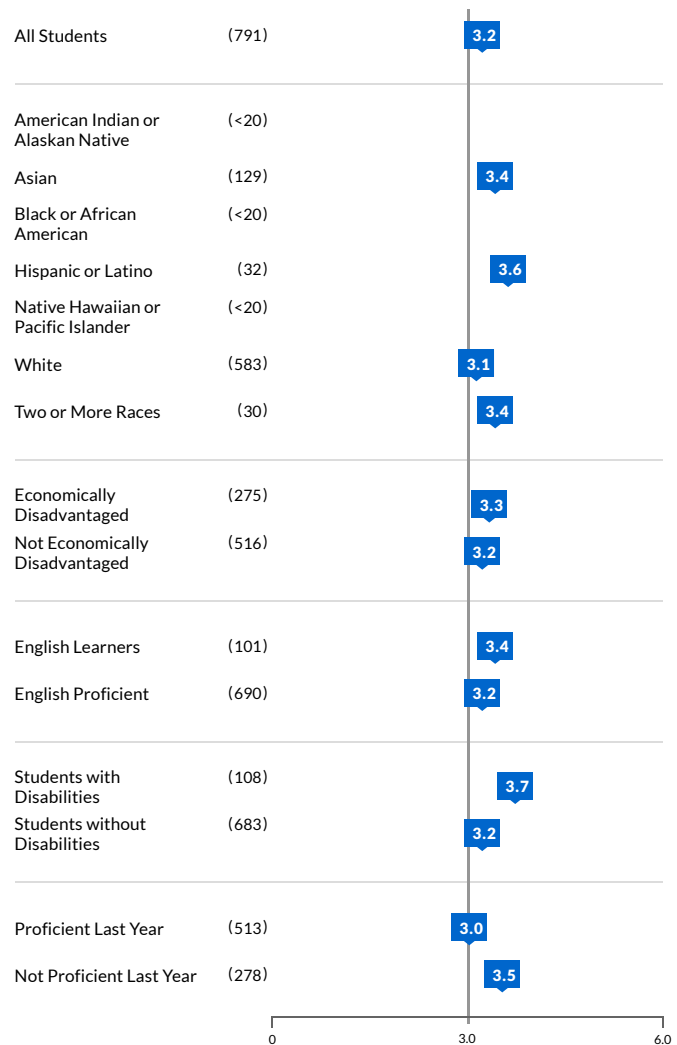 All Students (791) 3.2
American Indian or (<20)
Alaskan Native
Asian (129) 3.4
Black or African (<20)
American
Hispanic or Latino (32) 3.6
Native Hawaiian or (<20)
Pacific Islander
White (583) 3.1
Two or More Races (30) 3.4
Economically (275) 3.3
Disadvantaged
Not Economically (516) 3.2
Disadvantaged
English Learners (101) 3.4
English Proficient (690) 3.2
Students with (108) 3.7
Disabilities
Students without (683) 3.2
Disabilities
Proficient Last Year (513) 3.0
Not Proficient Last Year (278) 3.5
0 3.0 6.0